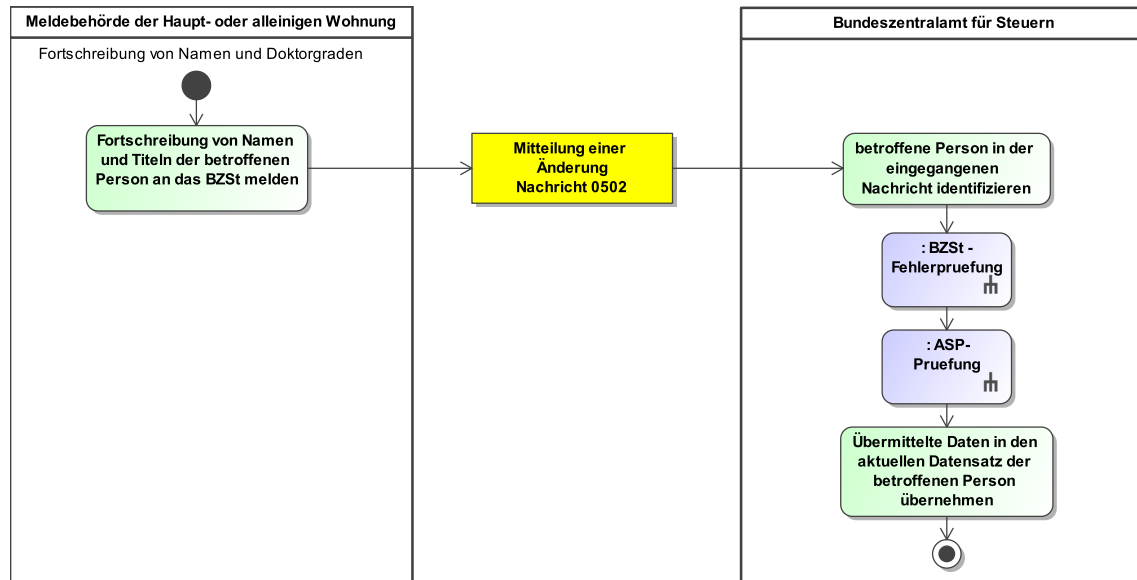 Meldebehörde der Haupt- oder alleinigen Wohnung
Fortschreibung von Namen und Doktorgraden
Fortschreibung von Namen
und Titeln der betroffenen
Person an das BZSt melden
Mitteilung einer
Änderung
Nachricht 0502
Bundeszentralamt für Steuern
betroffene Person in der
eingegangenen
Nachricht identifizieren
: BZSt -
Fehlerpruefung
: ASP-
Pruefung
Übermittelte Daten in den
aktuellen Datensatz der
betroffenen Person
übernehmen